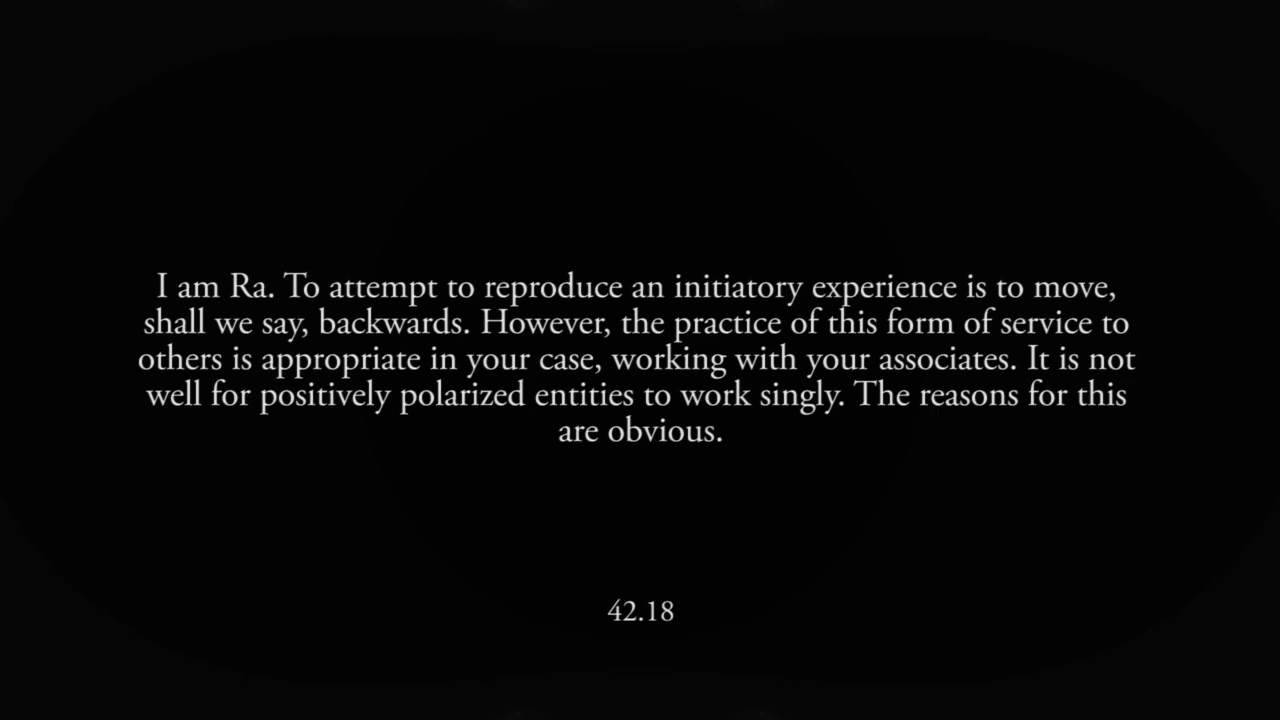 I am Ra. To attempt to reproduce an initiatory experience is to move,
shall we say, backwards. However, the practice of this form of service to
others is appropriate in your case, working with your associates. It is not
well for positively polarized entities to work singly. The reasons for this
are obvious.
42.18